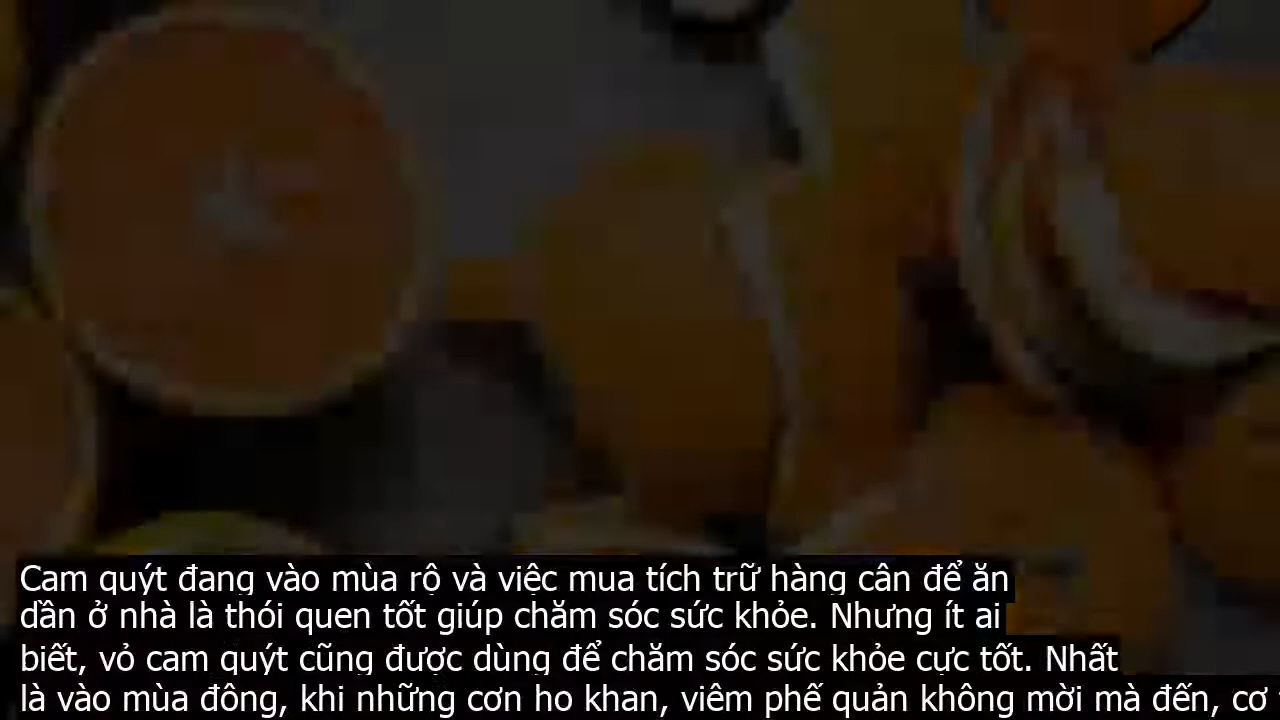 Cam quýt đang vào mùa rộ và việc mua tích trữ hàng cân để ăn
dần ở nhà là thói quen tốt giúp chăm sóc sức khỏe. Nhưng ít ai
biết, vỏ cam quýt cũng được dùng để chăm sóc sức khỏe cực tốt. Nhất
là vào mùa đông, khi những cơn ho khan, viêm phế quản không mời mà đến, cơ